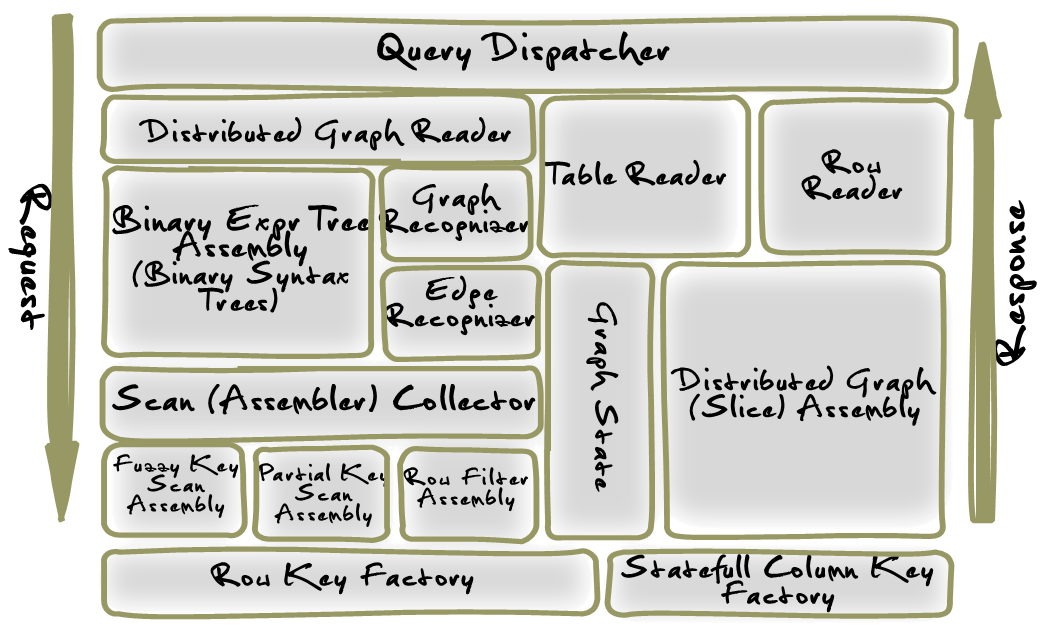 Query Dispatcher
Distributed Graph Reader
Table Reader
Row
Reader
Binary Expr Tree
Assembly
(Binary Syntax
Trees)
Graph
Recognizer
Edge
Recognizer
Graph State
Distributed Graph
(Slice) Assembly
Scan (Assembler) Collector
Fuzzy Key
Scan
Assembly
Partial Key
Scan
Assembly
Row Filter
Assembly
Row Key Factory
Statefull Column Key
Factory
Request
Response